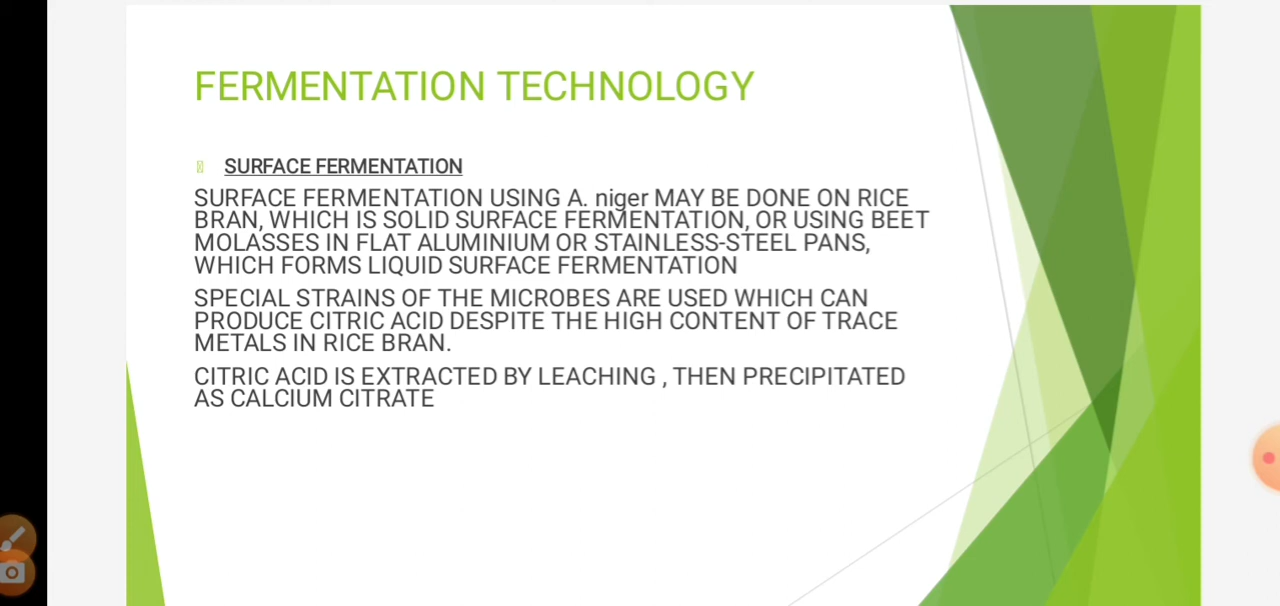 FERMENTATION TECHNOLOGY
SURFACE FERMENTATION
SURFACE FERMENTATION USING A. niger MAY BE DONE ON RICE
BRAN, WHICH IS SOLID SURFACE FERMENTATION, OR USING BEET
MOLASSES IN FLAT ALUMINIUM OR STAINLESS-STEEL PANS,
WHICH FORMS LIQUID SURFACE FERMENTATION
SPECIAL STRAINS OF THE MICROBES ARE USED WHICH CAN
PRODUCE CITRIC ACID DESPITE THE HIGH CONTENT OF TRACE
METALS IN RICE BRAN.
CITRIC ACID IS EXTRACTED BY LEACHING , THEN PRECIPITATED
AS CALCIUM CITRATE